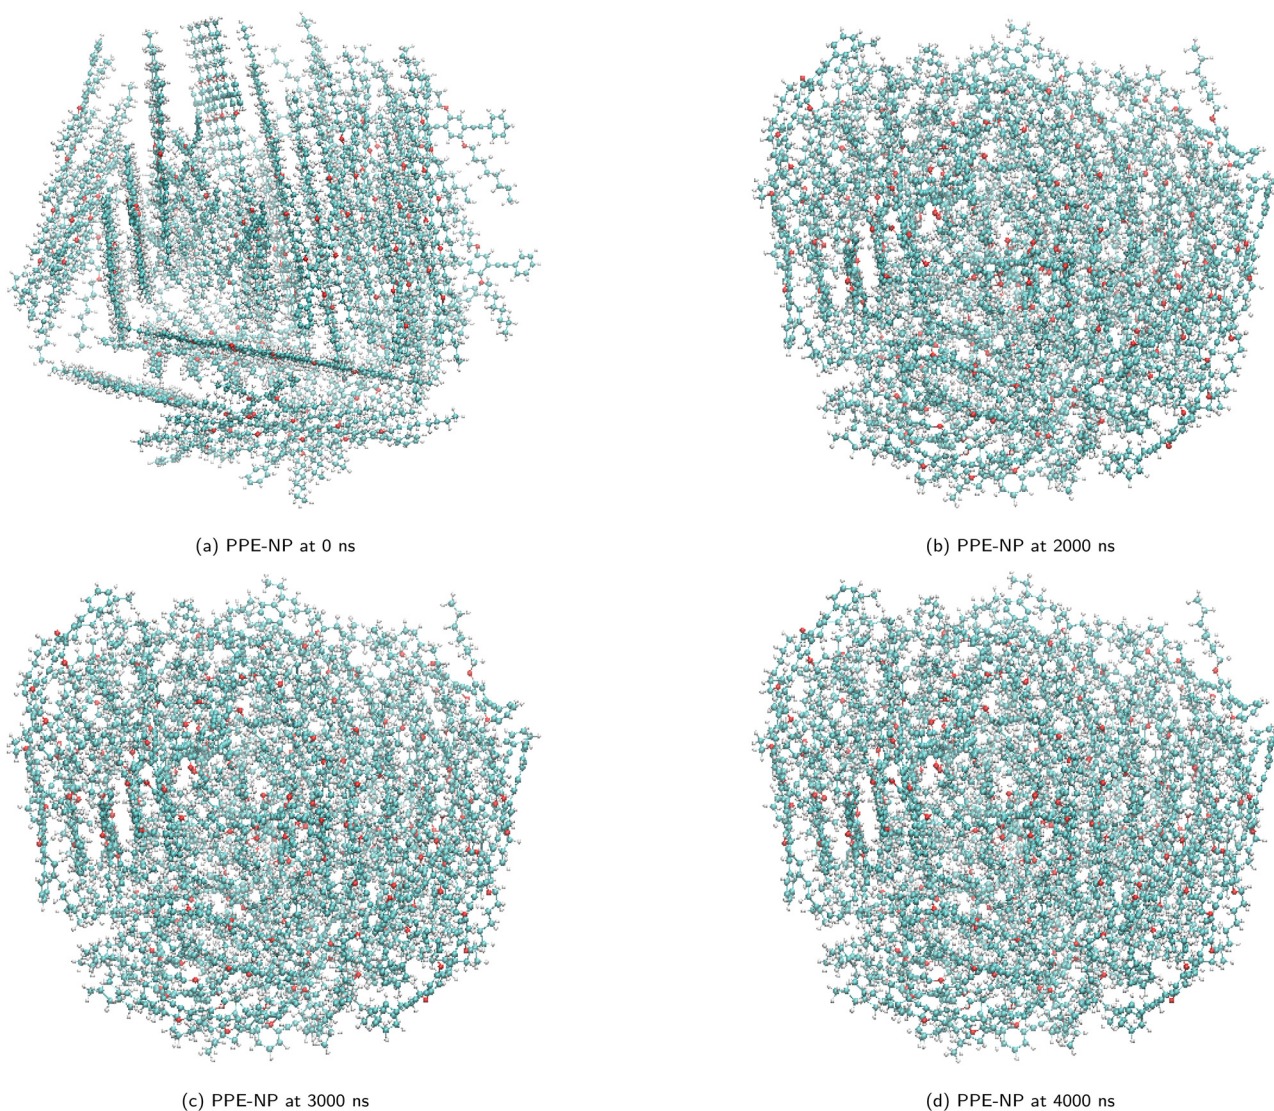 (a) PPE-NP at 0 ns
(b) PPE-NP at 2000 ns
(c) PPE-NP at 3000 ns
(d) PPE-NP at 4000 ns